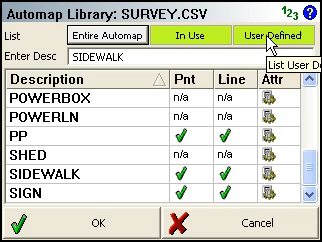 Automap Library: SURVEY.CSV 123 ?
List Entire Automap In Use User Defined
Enter Desc SIDEWALK
List User D
Description Pnt Line Attr
POWERBOX n/a n/a
POWERLN n/a n/a
PP
SHED n/a n/a
SIDEWALK
SIGN
OK Cancel